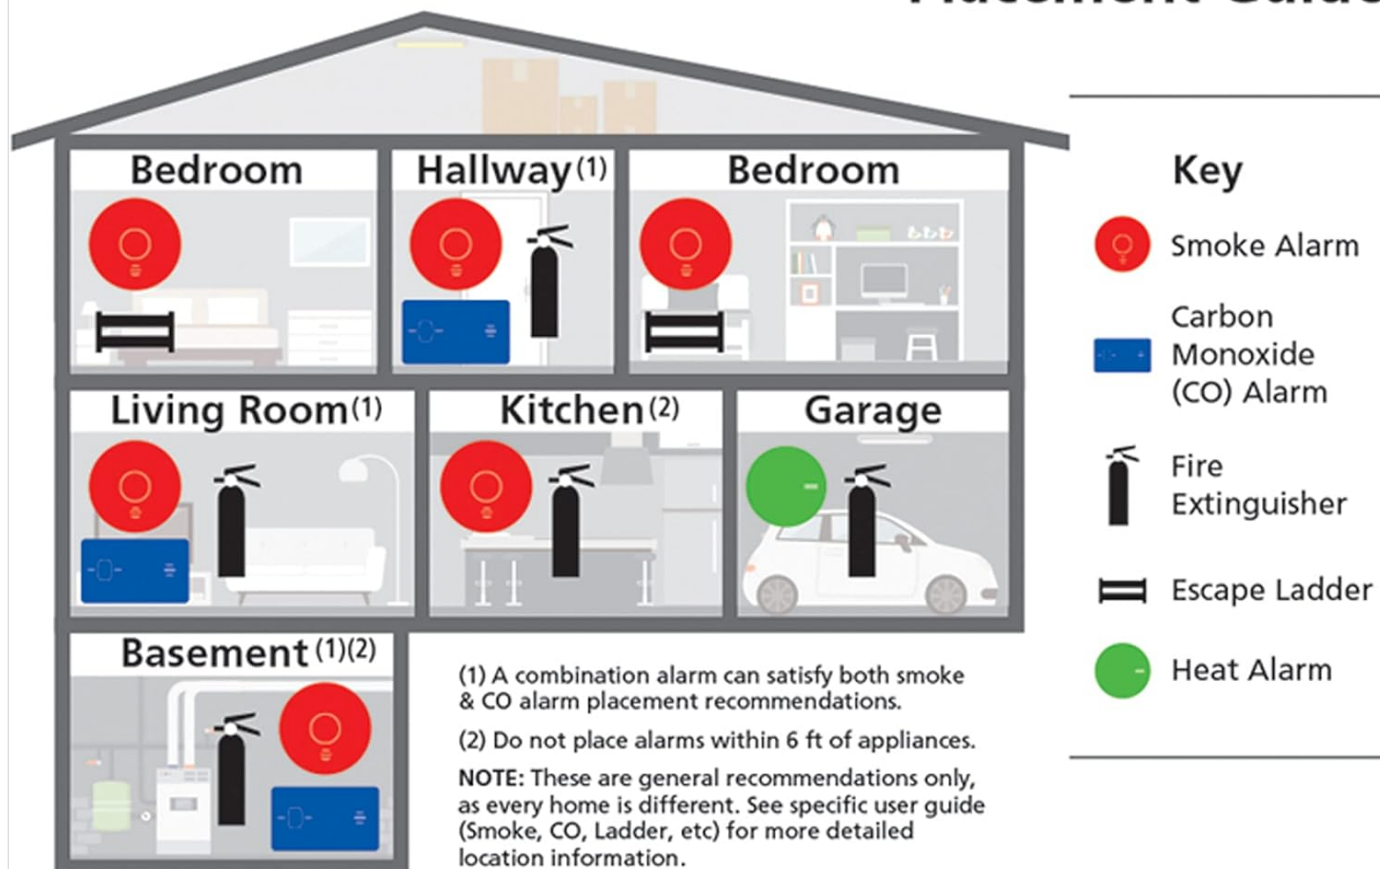 Placement Guide
Bedroom
Hallway(1)
Bedroom
Living Room(1)
Kitchen(2)
Garage
Basement (1)(2)
(1) A combination alarm can satisfy both smoke
& CO alarm placement recommendations.
(2) Do not place alarms within 6 ft of appliances.
NOTE: These are general recommendations only,
as every home is different. See specific user guide
(Smoke, CO, Ladder, etc) for more detailed
location information.
Key
Smoke Alarm
Carbon
Monoxide
(CO) Alarm
Fire
Extinguisher
Escape Ladder
Heat Alarm